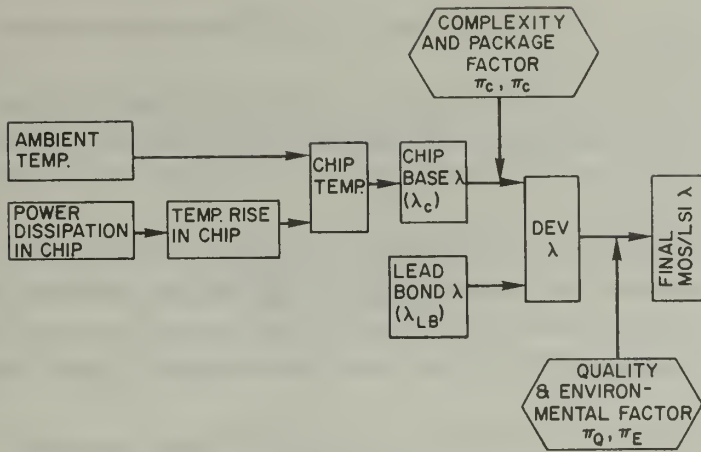 COMPLEXITY
AND PACKAGE
FACTOR
πC, πC
AMBIENT
TEMP.
POWER
DISSIPATION
IN CHIP
TEMP. RISE
IN CHIP
CHIP
TEMP.
CHIP
BASE λ
(λC)
LEAD
BOND λ
(λLB)
DEV
λ
FINAL
MOS/LSI λ
QUALITY
& ENVIRON-
MENTAL FACTOR
πQ, πE